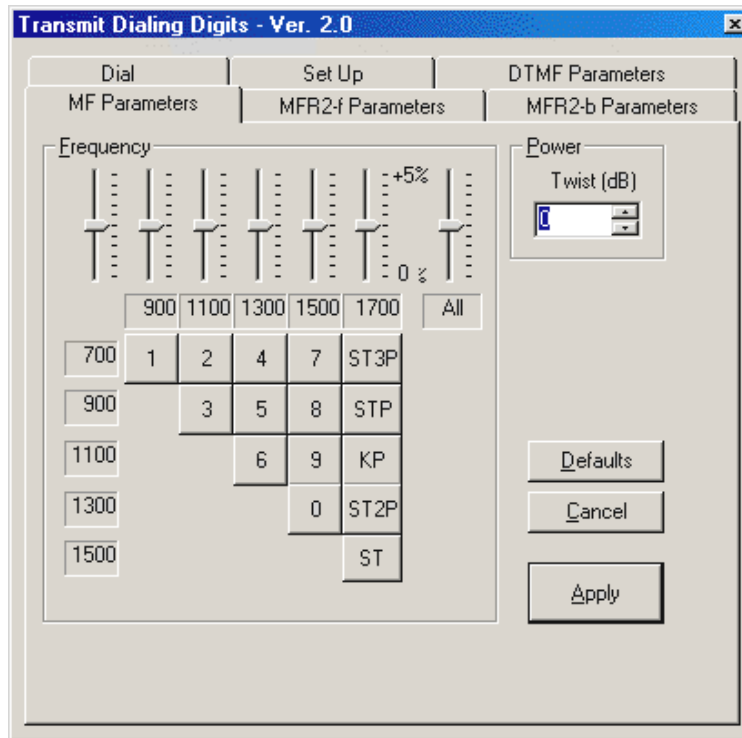 Transmit Dialing Digits - Ver. 2.0
Dial Set Up DTMF Parameters
MF Parameters MFR2-f Parameters MFR2-b Parameters
Frequency
+5%
0 %
900 1100 1300 1500 1700 All
700 1 2 4 7 ST3P
900 3 5 8 STP
1100 6 9 KP
1300 0 ST2P
1500 ST
Power
Twist (dB)
0
Defaults
Cancel
Apply